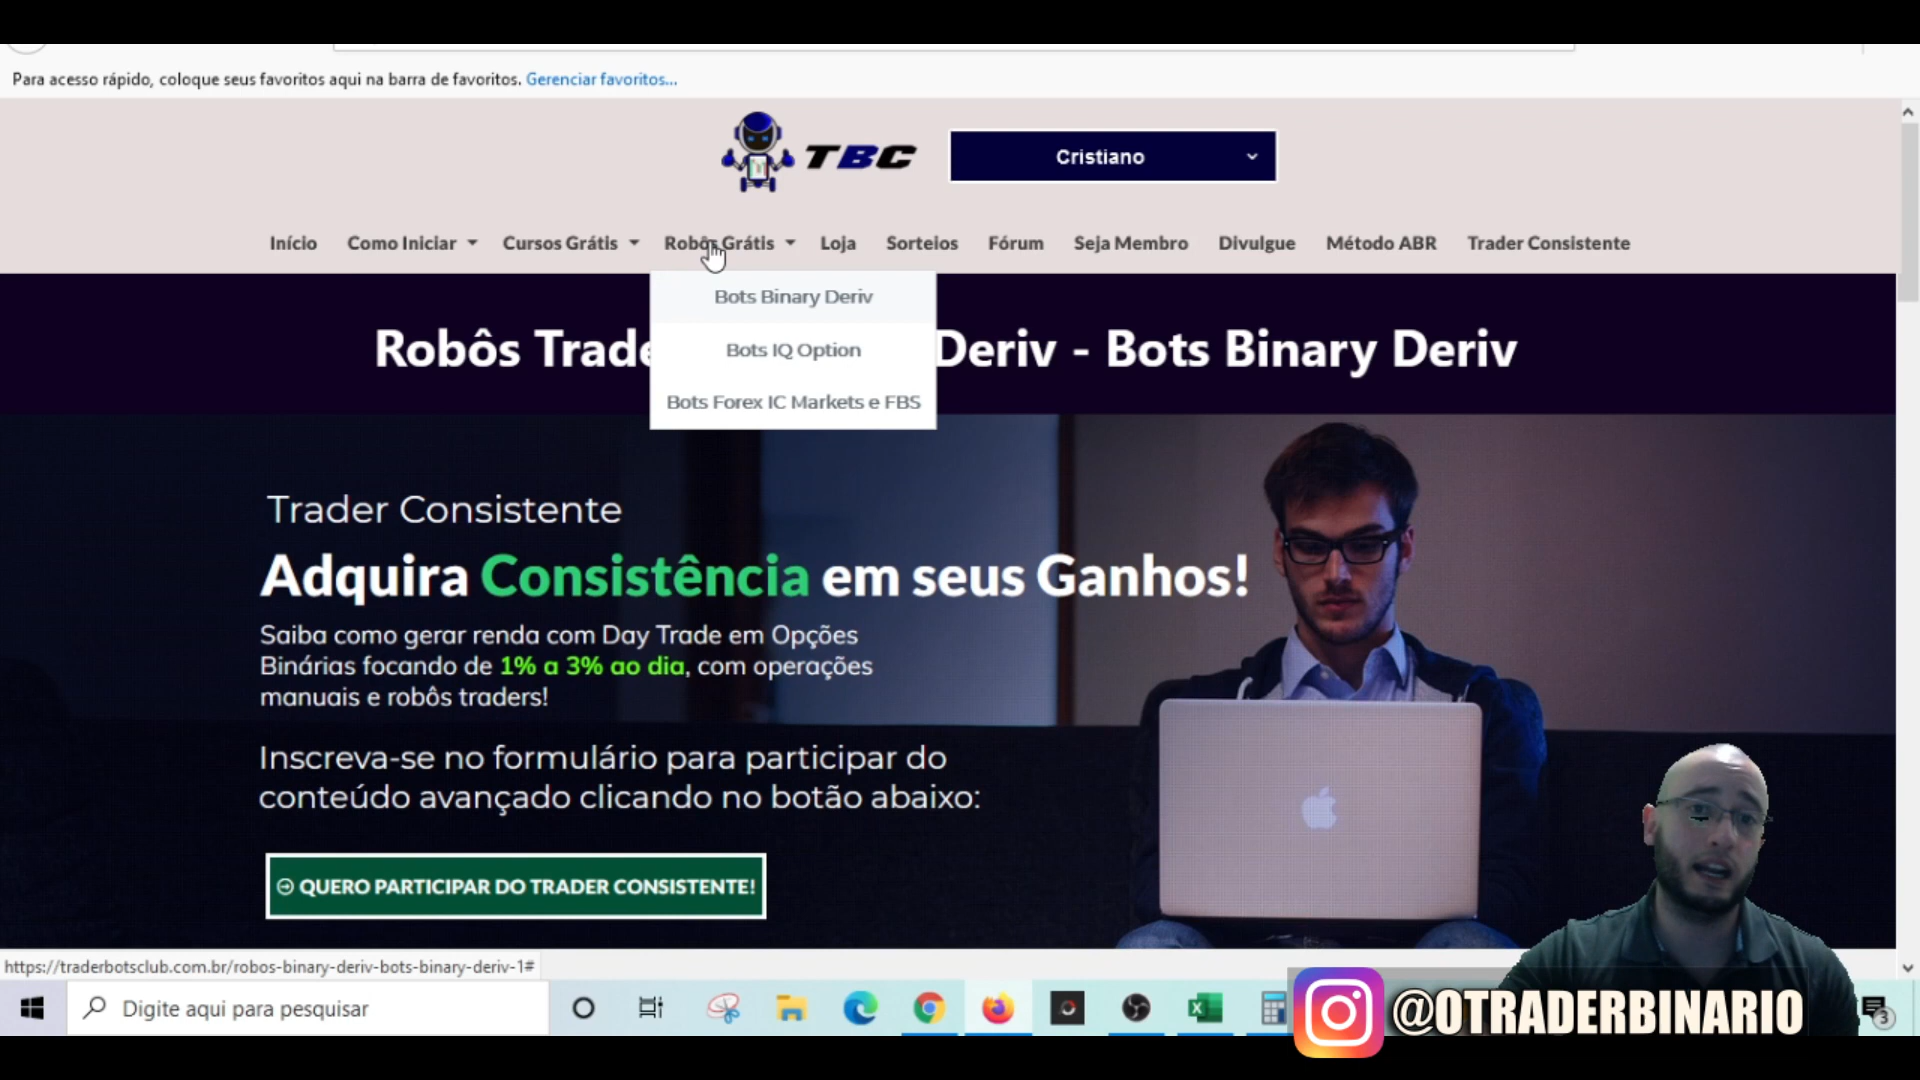 Para acesso rápido, coloque seus favoritos aqui na barra de favoritos. Gerenciar favoritos...
TBC
Cristiano
Início Como Iniciar Cursos Grátis Robôs Grátis Loja Sorteios Fórum Seja Membro Divulgue Método ABR Trader Consistente
Bots Binary Deriv
Bots IQ Option
Bots Forex IC Markets e FBS
Robôs Trade Deriv - Bots Binary Deriv
Trader Consistente
Adquira Consistência em seus Ganhos!
Saiba como gerar renda com Day Trade em Opções
Binárias focando de 1% a 3% ao dia, com operações
manuais e robôs traders!
Inscreva-se no formulário para participar do
conteúdo avançado clicando no botão abaixo:
QUERO PARTICIPAR DO TRADER CONSISTENTE!
https://traderbotsclub.com.br/robos-binary-deriv-bots-binary-deriv-1#
Digite aqui para pesquisar
@OTRADERBINARIO
3